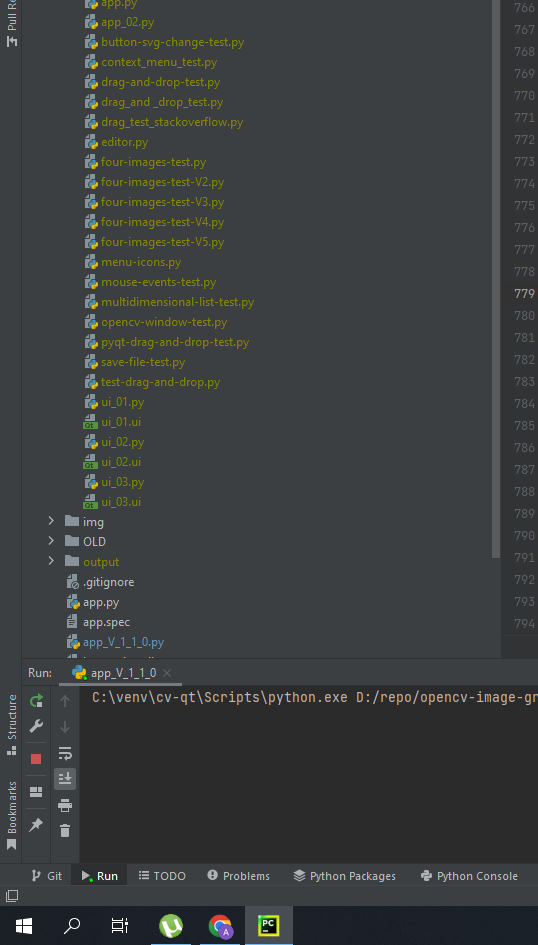 Pull Re
app.py
app_02.py
button-svg-change-test.py
context_menu_test.py
drag-and-drop-test.py
drag_and _drop_test.py
drag_test_stackoverflow.py
editor.py
four-images-test.py
four-images-test-V2.py
four-images-test-V3.py
four-images-test-V4.py
four-images-test-V5.py
menu-icons.py
mouse-events-test.py
multidimensional-list-test.py
opencv-window-test.py
pyqt-drag-and-drop-test.py
save-file-test.py
test-drag-and-drop.py
ui_01.py
ui_01.ui
ui_02.py
ui_02.ui
ui_03.py
ui_03.ui
img
OLD
output
.gitignore
app.py
app.spec
app_V_1_1_0.py
766
767
768
769
770
771
772
773
774
775
776
777
778
779
780
781
782
783
784
785
786
787
788
789
790
791
792
793
794
Run: app_V_1_1_0
C:\venv\cv-qt\Scripts\python.exe D:/repo/opencv-image-gr
Structure
Bookmarks
Git Run TODO Problems Python Packages Python Console
A
PC